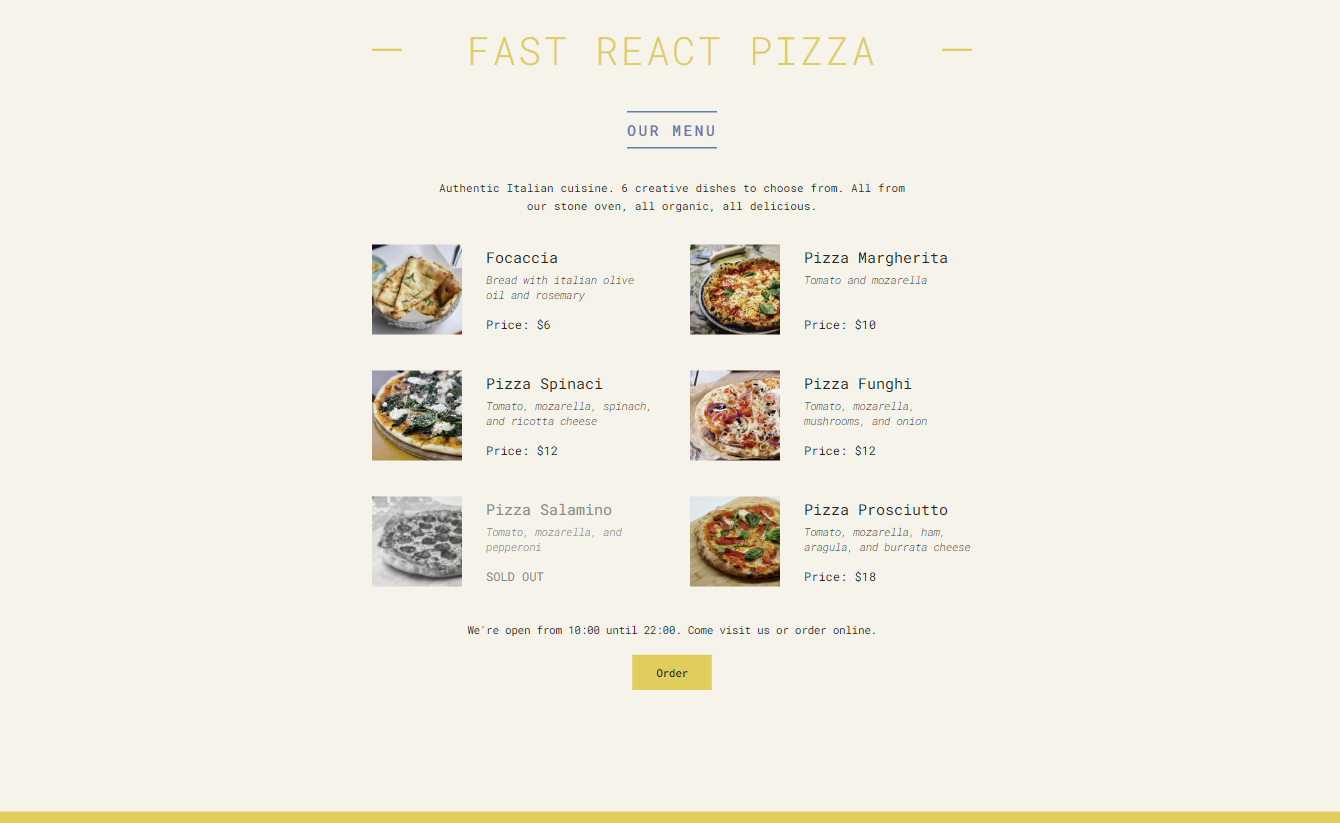 FAST REACT PIZZA
OUR MENU
Authentic Italian cuisine. 6 creative dishes to choose from. All from
our stone oven, all organic, all delicious.
Focaccia
Bread with italian olive
oil and rosemary
Price: $6
Pizza Margherita
Tomato and mozarella
Price: $10
Pizza Spinaci
Tomato, mozarella, spinach,
and ricotta cheese
Price: $12
Pizza Funghi
Tomato, mozarella,
mushrooms, and onion
Price: $12
Pizza Salamino
Tomato, mozarella, and
pepperoni
SOLD OUT
Pizza Prosciutto
Tomato, mozarella, ham,
aragula, and burrata cheese
Price: $18
We're open from 10:00 until 22:00. Come visit us or order online.
Order